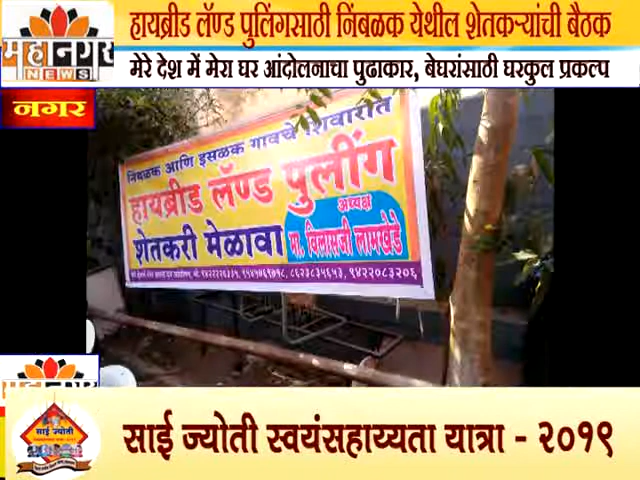 महानगर
NEWS
नगर
हायब्रीड लॅण्ड पुलिंगसाठी निंबळक येथील शेतकऱ्यांची बैठक
मेरे देश में मेरा घर आंदोलनाचा पुढाकार, बेघरांसाठी घरकुल प्रकल्प
निंबळक आणि इसळक गावचे शिवारीत
हायब्रीड लॅण्ड पुलींग
शेतकरी मेळावा
अध्यक्ष
मा. विलासजी लामखेडे
साई ज्योती
साई ज्योती स्वयंसहाय्यता यात्रा - २०१९